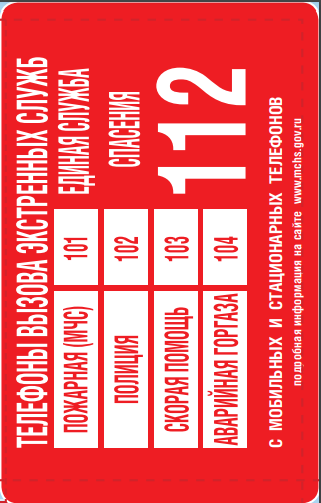 ТЕЛЕФОНЫ ВЫЗОВА ЭКСТРЕННЫХ СЛУЖБ
ПОЖАРНАЯ (МЧС) 101
ПОЛИЦИЯ 102
СКОРАЯ ПОМОЩЬ 103
АВАРИЙНАЯ ГОРГАЗА 104
ЕДИНАЯ СЛУЖБА
СПАСЕНИЯ
112
С МОБИЛЬНЫХ И СТАЦИОНАРНЫХ ТЕЛЕФОНОВ
подробная информация на сайте www.mchs.gov.ru